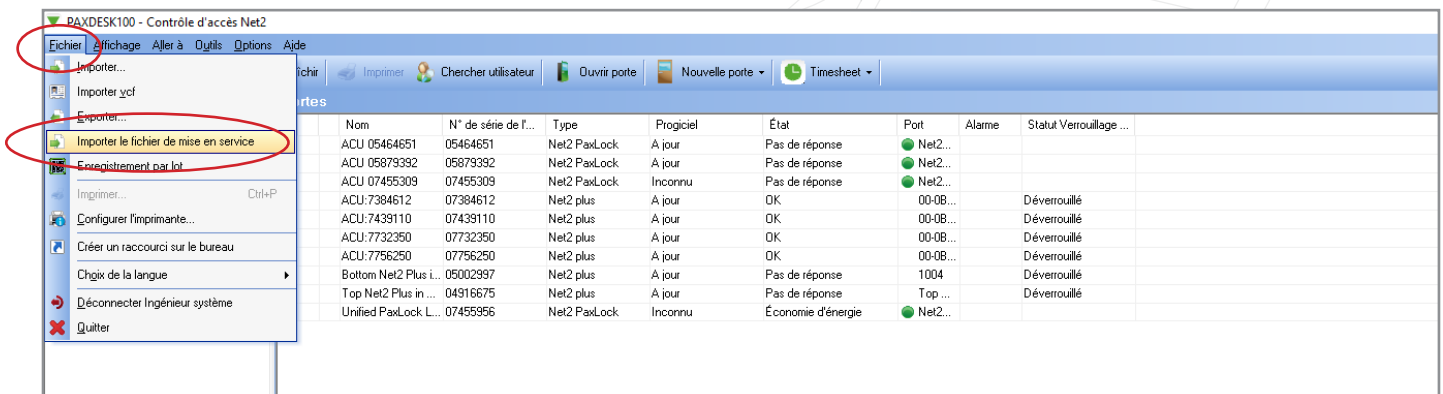 PAXDESK100 - Contrôle d'accès Net2
Fichier Affichage Aller à Outils Options Aide
îchir Imprimer Chercher utilisateur Ouvrir porte Nouvelle porte Timesheet
rtes
Importer...
Importer vcf
Exporter...
Importer le fichier de mise en service
Enregistrement par lot
Imprimer... Ctrl+P
Configurer l'imprimante...
Créer un raccourci sur le bureau
Choix de la langue
Déconnecter Ingénieur système
Quitter
Nom N° de série de l'... Type Progiciel État Port Alarme Statut Verrouillage ...
ACU 05464651 05464651 Net2 PaxLock A jour Pas de réponse Net2...
ACU 05879392 05879392 Net2 PaxLock A jour Pas de réponse Net2...
ACU 07455309 07455309 Net2 PaxLock Inconnu Pas de réponse Net2...
ACU:7384612 07384612 Net2 plus A jour OK 00-0B... Déverrouillé
ACU:7439110 07439110 Net2 plus A jour OK 00-0B... Déverrouillé
ACU:7732350 07732350 Net2 plus A jour OK 00-0B... Déverrouillé
ACU:7756250 07756250 Net2 plus A jour OK 00-0B... Déverrouillé
Bottom Net2 Plus i... 05002997 Net2 plus A jour Pas de réponse 1004 Déverrouillé
Top Net2 Plus in ... 04916675 Net2 plus A jour Pas de réponse Top ... Déverrouillé
Unified PaxLock L... 07455956 Net2 PaxLock Inconnu Économie d'énergie Net2...